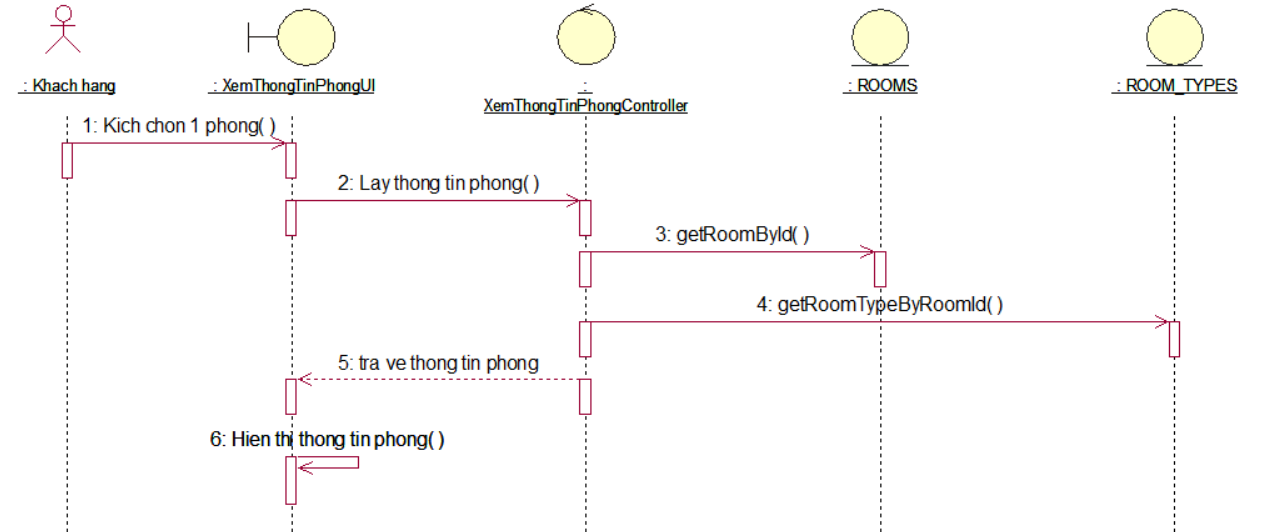 : Khach hang
: XemThongTinPhongUI
:
XemThongTinPhongController
: ROOMS
: ROOM_TYPES
1: Kich chon 1 phong( )
2: Lay thong tin phong( )
3: getRoomById( )
4: getRoomTypeByRoomId( )
5: tra ve thong tin phong
6: Hien thi thong tin phong( )